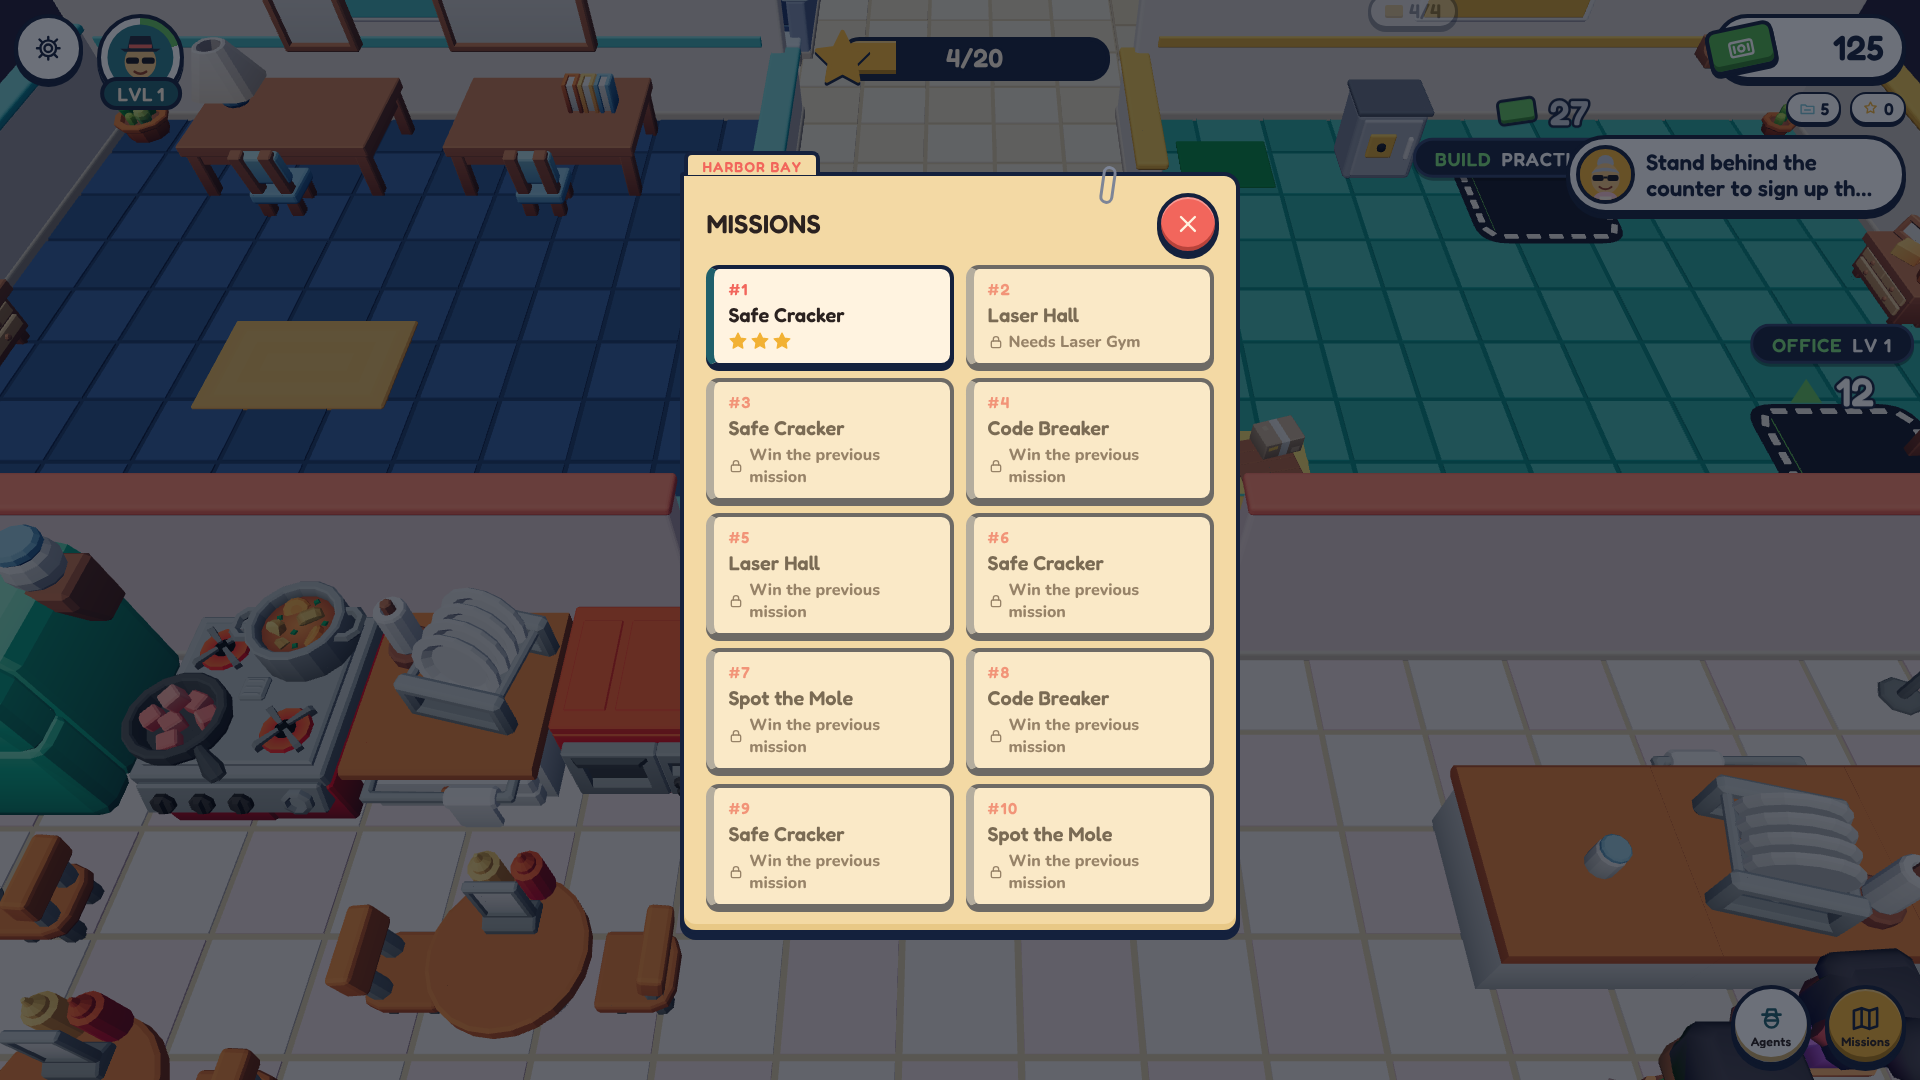 4/4
LVL 1
4/20
125
5
0
27
BUILD
Stand behind the
counter to sign up th...
HARBOR BAY
MISSIONS
#1
Safe Cracker
#2
Laser Hall
Needs Laser Gym
#3
Safe Cracker
Win the previous
mission
#4
Code Breaker
Win the previous
mission
OFFICE LV 1
12
#5
Laser Hall
Win the previous
mission
#6
Safe Cracker
Win the previous
mission
#7
Spot the Mole
Win the previous
mission
#8
Code Breaker
Win the previous
mission
#9
Safe Cracker
Win the previous
mission
#10
Spot the Mole
Win the previous
mission
Agents
Missions